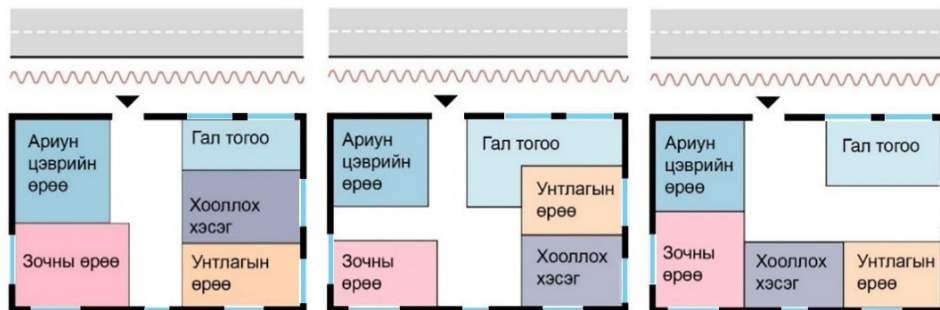 Ариун
цэврийн
өрөө
Гал тогоо
Хооллох
хэсэг
Зочны өрөө
Унтлагын
өрөө
Ариун
цэврийн
өрөө
Гал тогоо
Унтлагын
өрөө
Зочны
өрөө
Хооллох
хэсэг
Ариун
цэврийн
өрөө
Гал тогоо
Зочны
өрөө
Хооллох
хэсэг
Унтлагын
өрөө